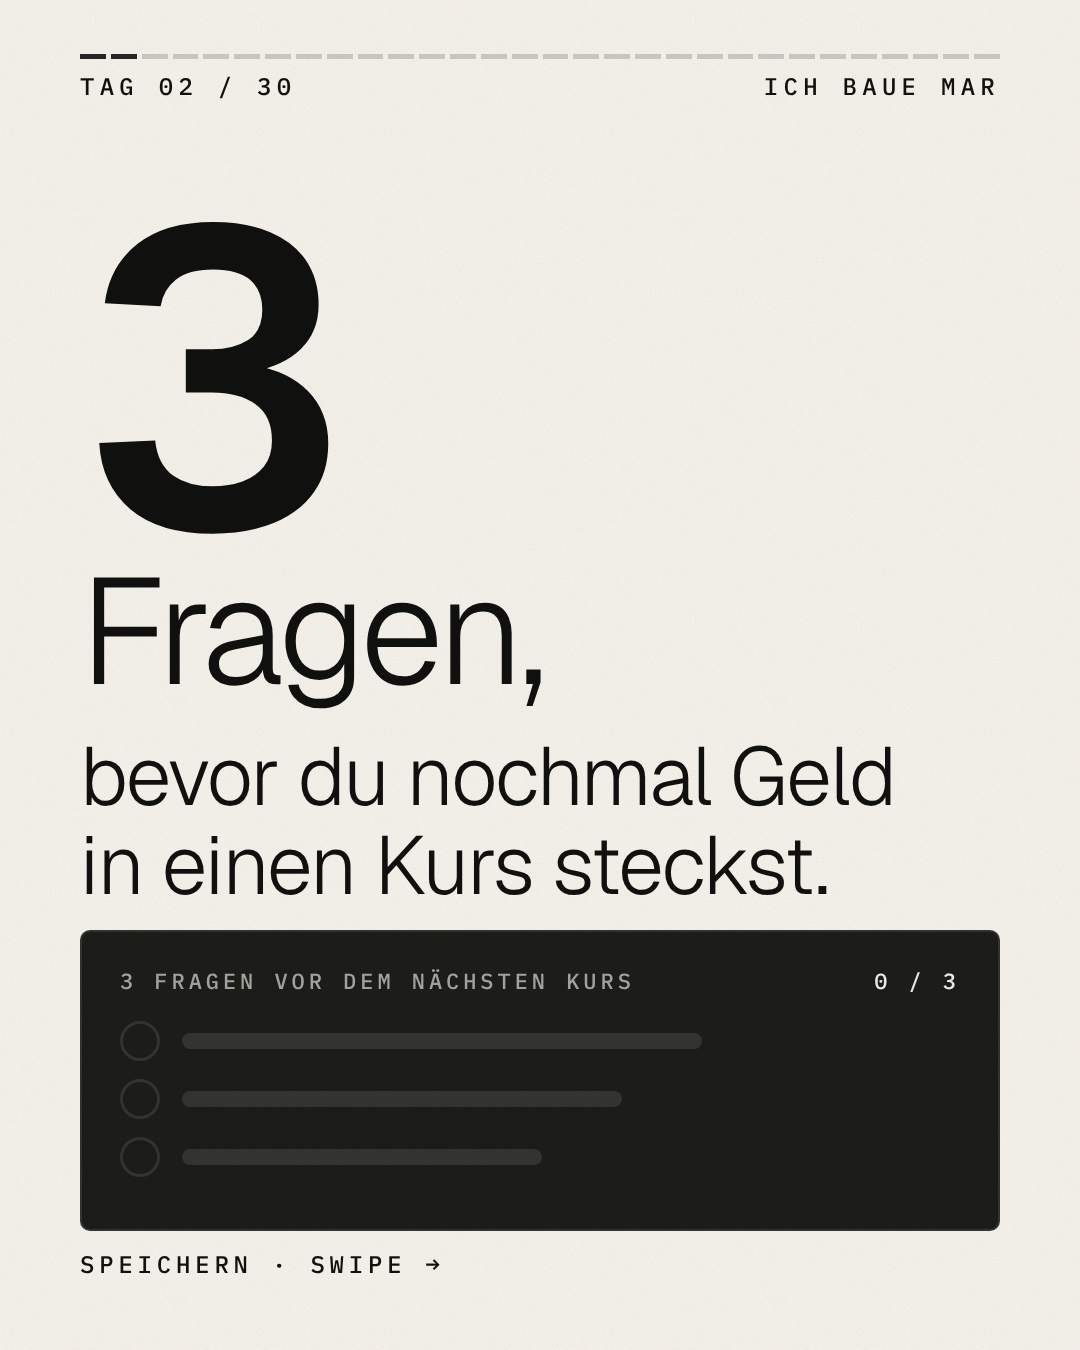 TAG 02 / 30
ICH BAUE MAR
3
Fragen,
bevor du nochmal Geld
in einen Kurs steckst.
3 FRAGEN VOR DEM NÄCHSTEN KURS
0 / 3
SPEICHERN · SWIPE →